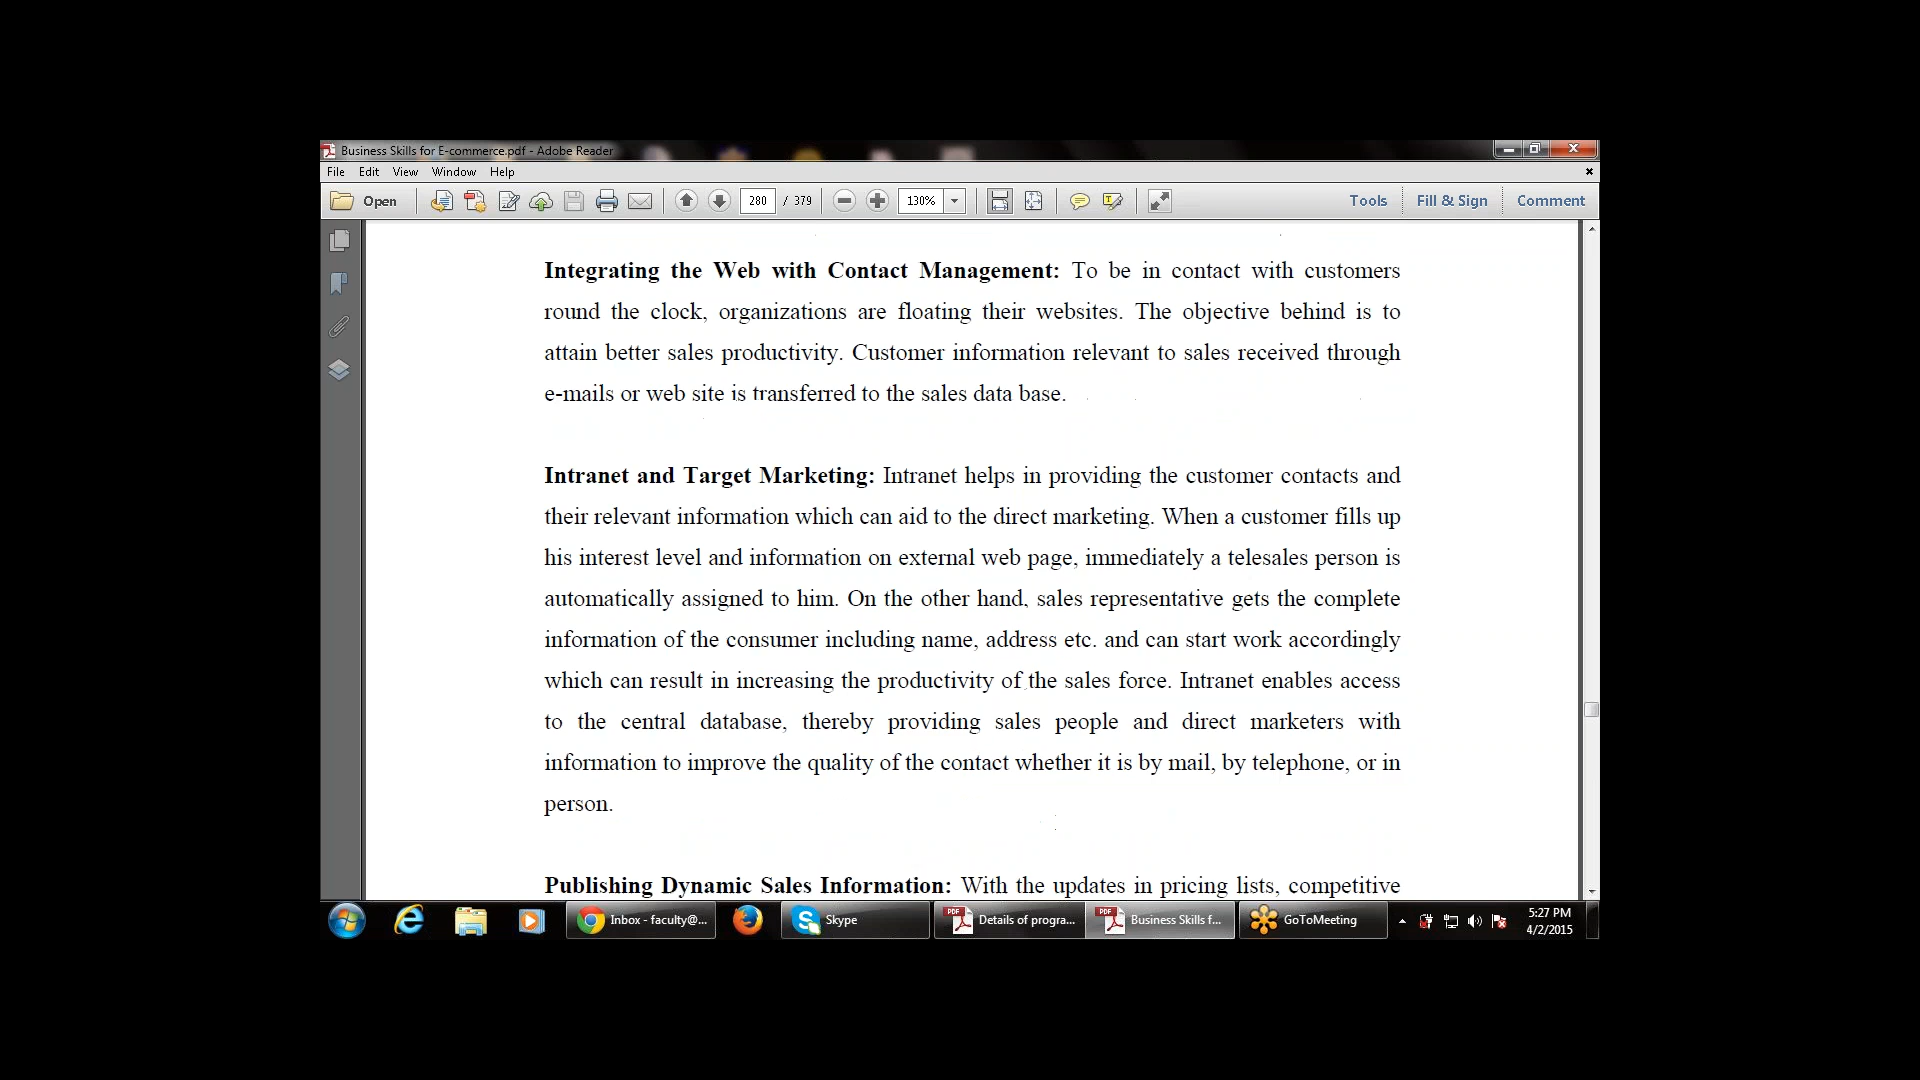 Business Skills for E-commerce.pdf - Adobe Reader
File Edit View Window Help
Open 280 / 379 130% Tools Fill & Sign Comment
Integrating the Web with Contact Management: To be in contact with customers
round the clock, organizations are floating their websites. The objective behind is to
attain better sales productivity. Customer information relevant to sales received through
e-mails or web site is transferred to the sales data base.
Intranet and Target Marketing: Intranet helps in providing the customer contacts and
their relevant information which can aid to the direct marketing. When a customer fills up
his interest level and information on external web page, immediately a telesales person is
automatically assigned to him. On the other hand, sales representative gets the complete
information of the consumer including name, address etc. and can start work accordingly
which can result in increasing the productivity of the sales force. Intranet enables access
to the central database, thereby providing sales people and direct marketers with
information to improve the quality of the contact whether it is by mail, by telephone, or in
person.
Publishing Dynamic Sales Information: With the updates in pricing lists, competitive
Inbox - faculty@... Skype Details of progra... Business Skills f... GoToMeeting 5:27 PM
4/2/2015